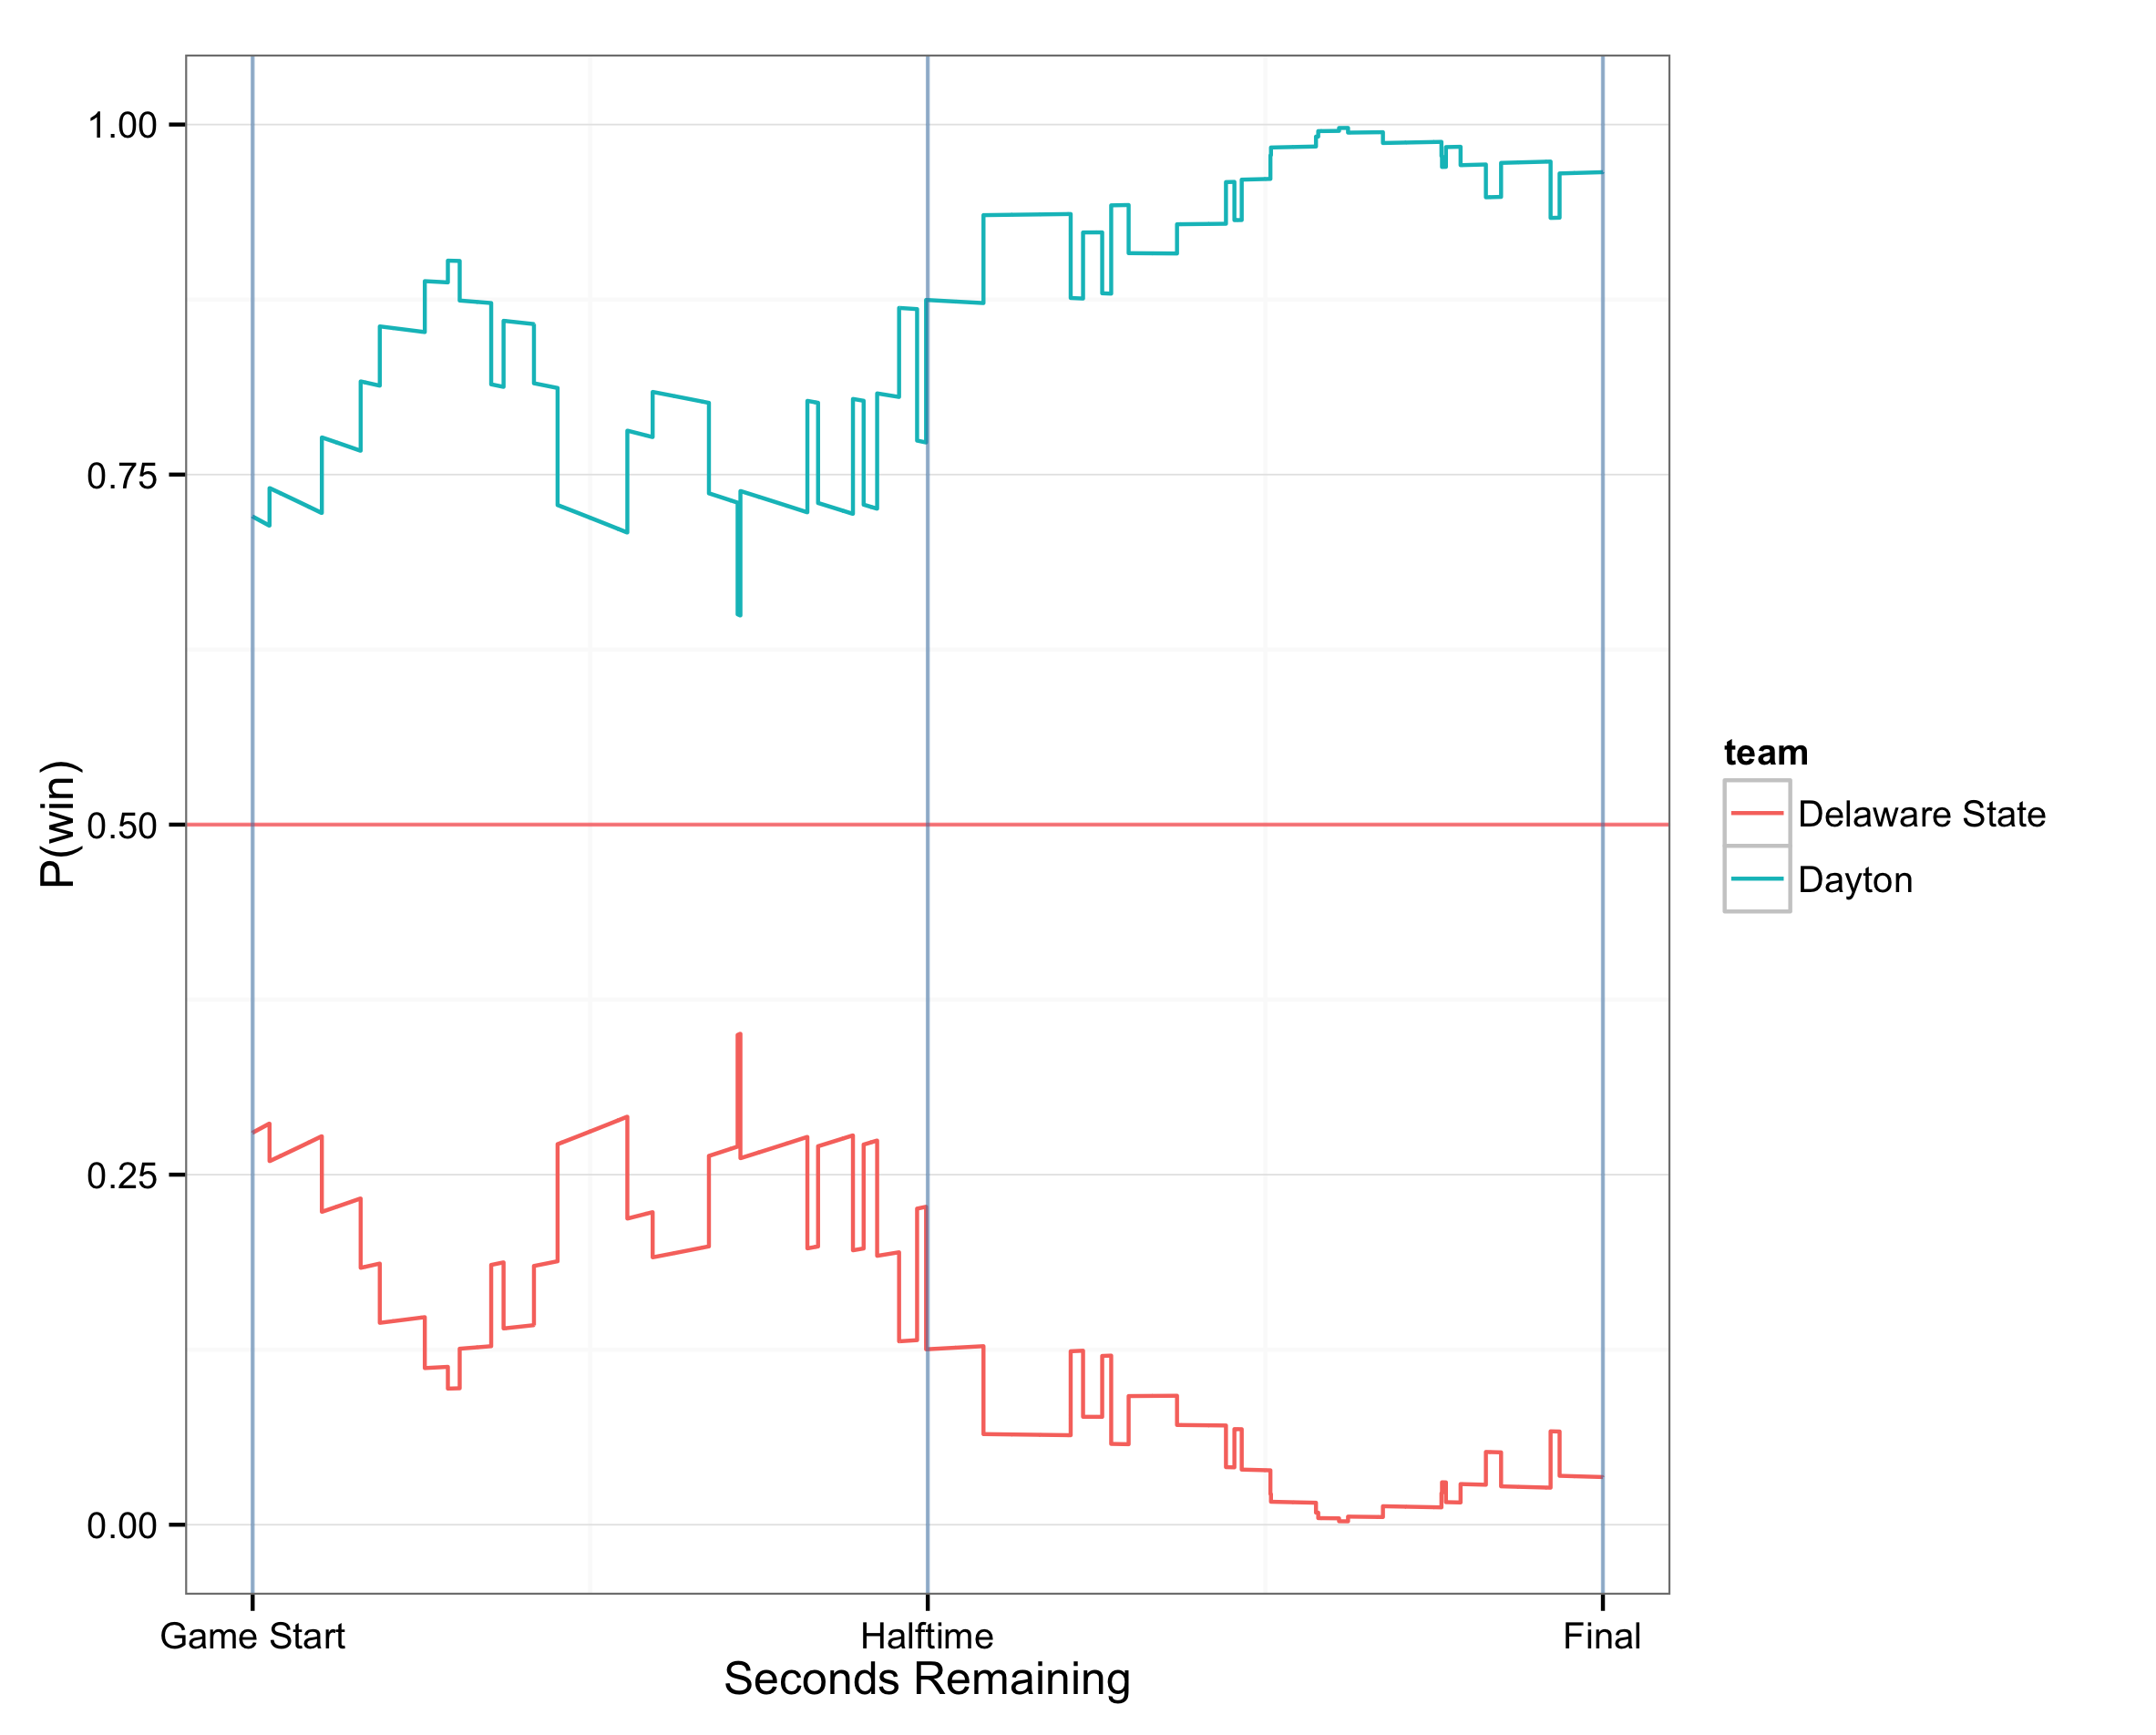 1.00
0.75
0.50
0.25
0.00
P(win)
Game Start
Halftime
Final
Seconds Remaining
team
Delaware State
Dayton